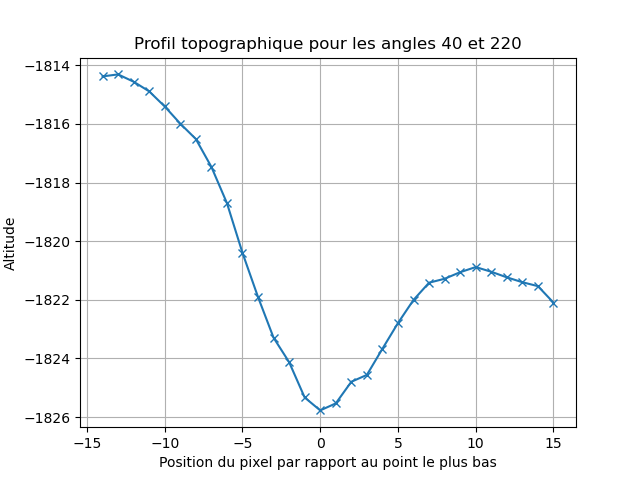 Profil topographique pour les angles 40 et 220
−1814
−1816
−1818
−1820
−1822
−1824
−1826
Altitude
−15 −10 −5 0 5 10 15
Position du pixel par rapport au point le plus bas